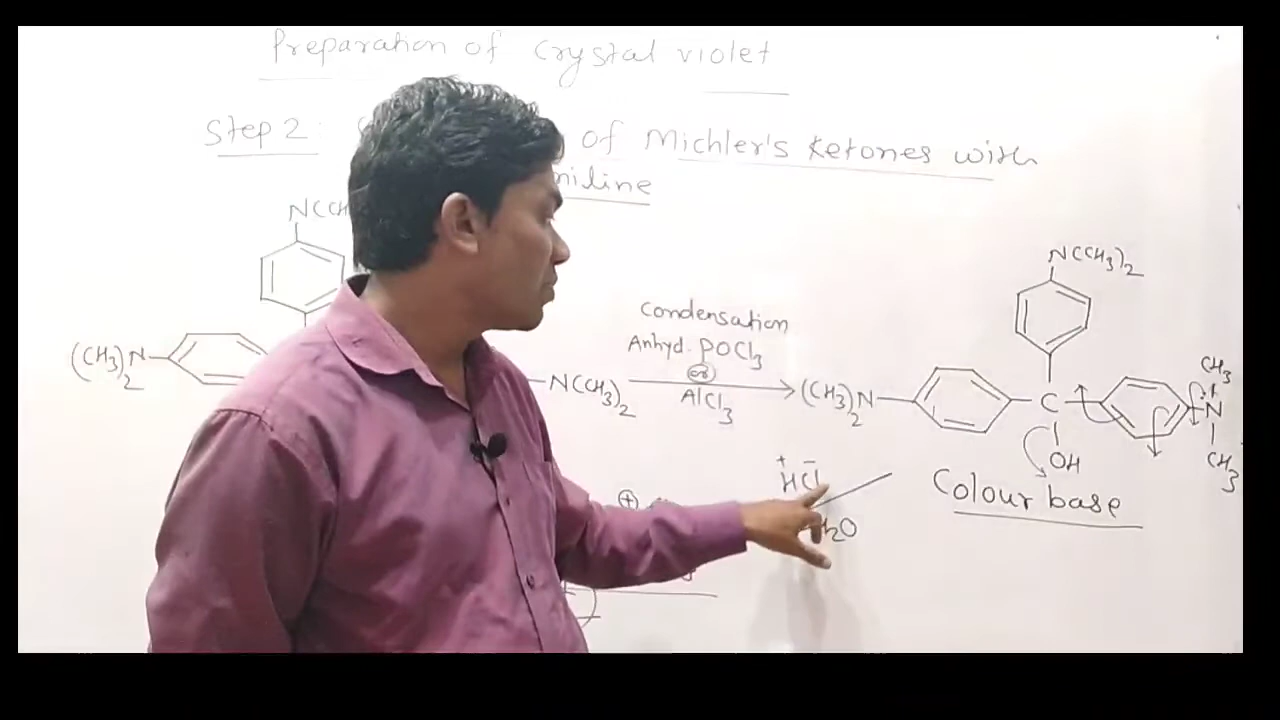 Preparation of Crystal violet
Step 2: of Michler's Ketones with
N(CH
N(CH3)2
Condensation
Anhyd. POCl3
(CH3)2N
N(CH3)2
or
AlCl3
(CH3)2N
C
CH3
N
CH3
OH
+ -
HCl
H2O
Colour base
+